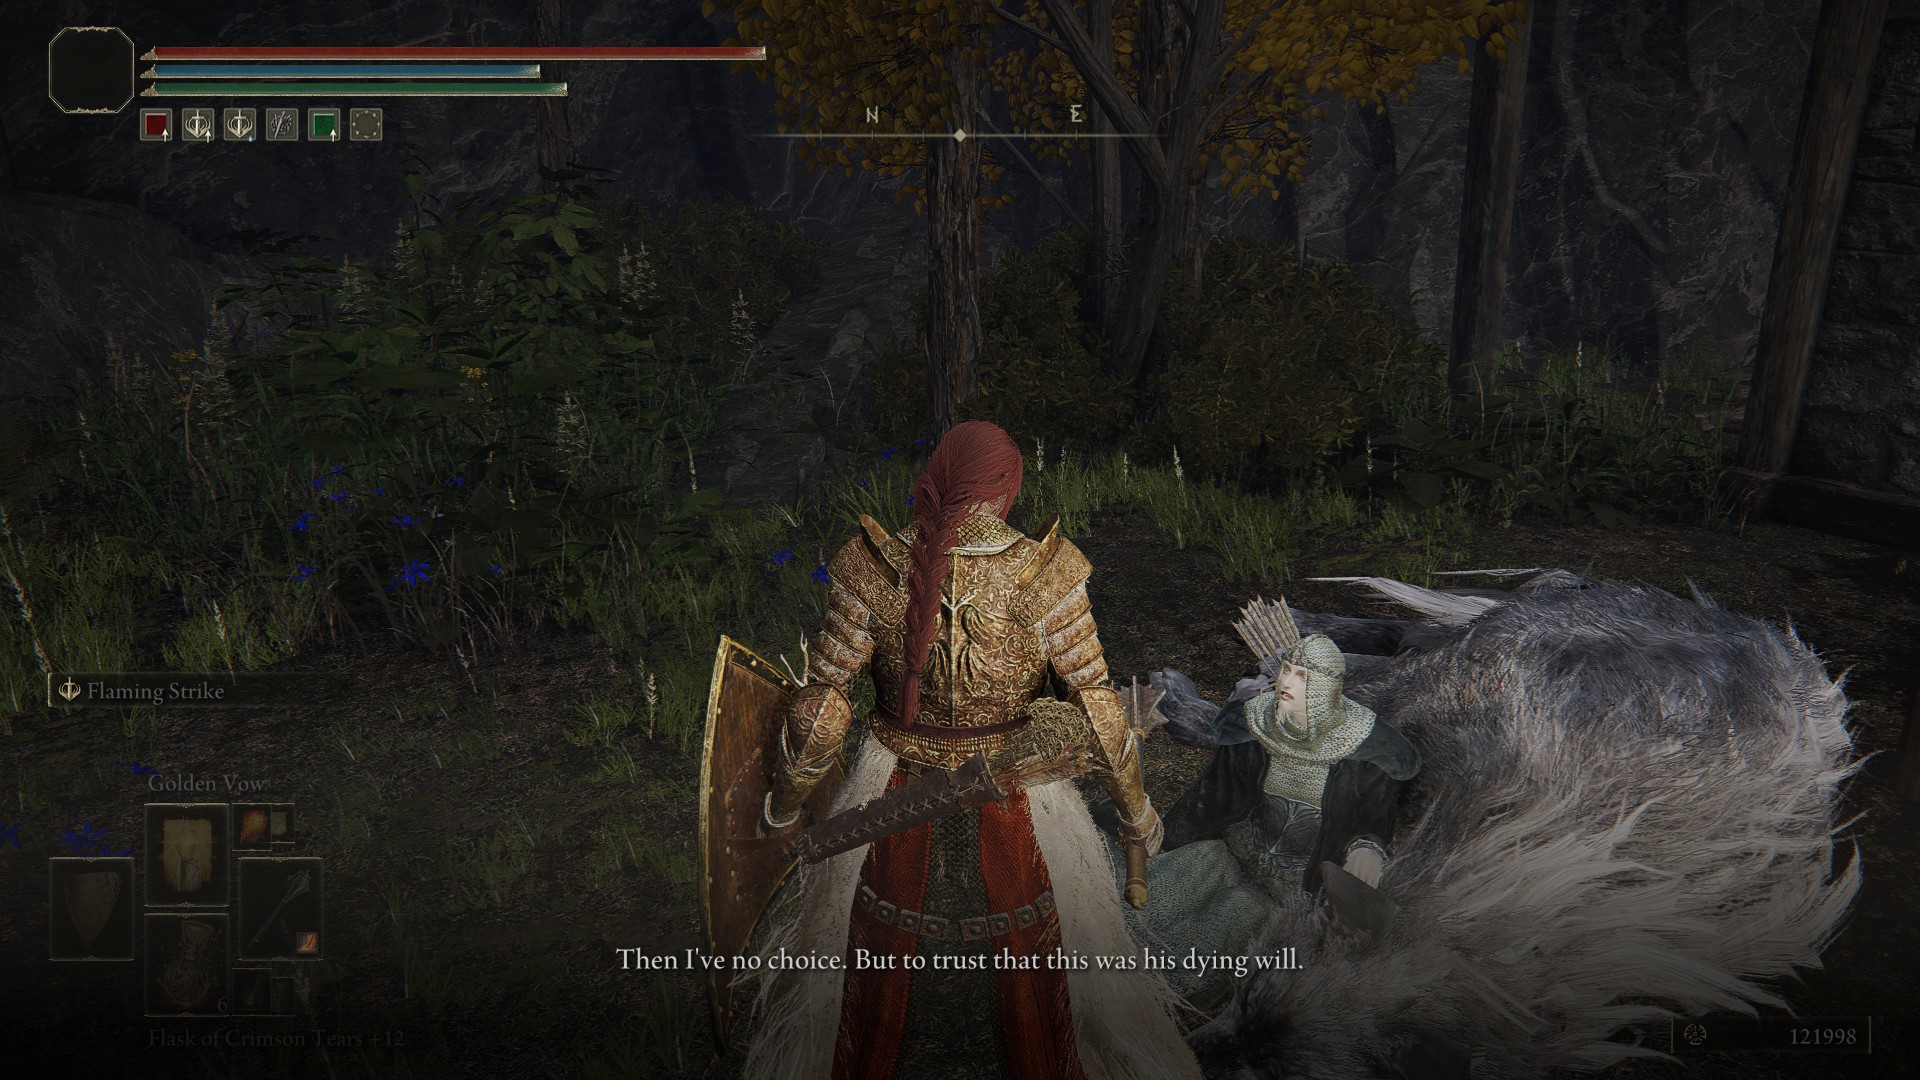 N
E
Flaming Strike
Golden Vow
6
Then I've no choice. But to trust that this was his dying will.
Flask of Crimson Tears +12
121998